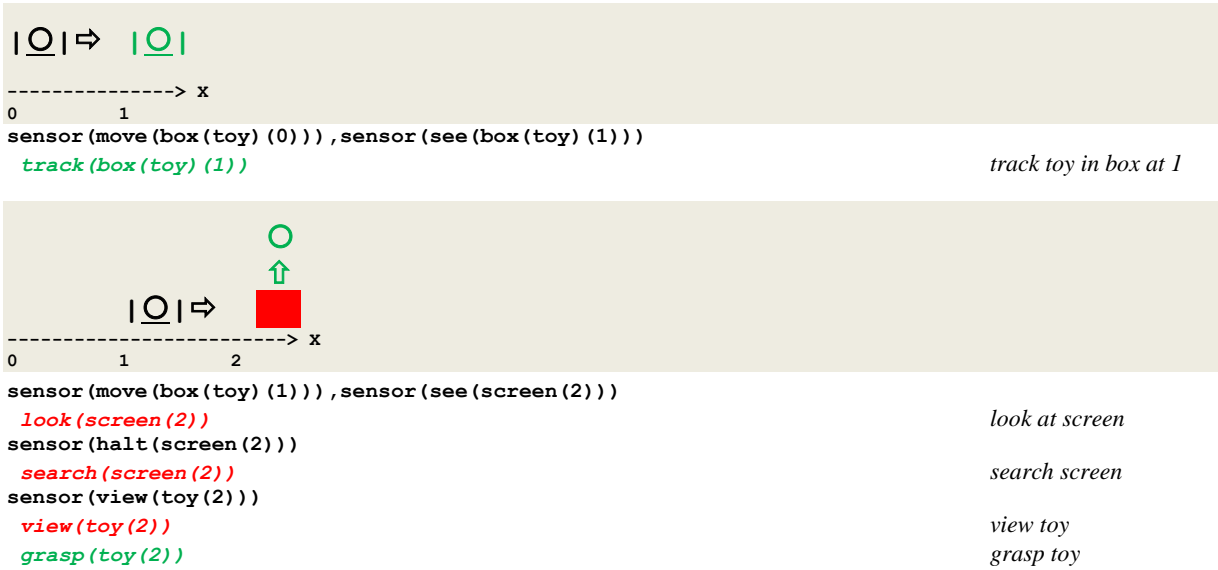 |O|⇨ |O|
---------------> X
0 1
sensor(move(box(toy)(0))),sensor(see(box(toy)(1)))
track(box(toy)(1)) track toy in box at 1
|O|⇨
-------------------------> X
0 1 2
sensor(move(box(toy)(1))),sensor(see(screen(2)))
look(screen(2)) look at screen
sensor(halt(screen(2)))
search(screen(2)) search screen
sensor(view(toy(2)))
view(toy(2)) view toy
grasp(toy(2)) grasp toy